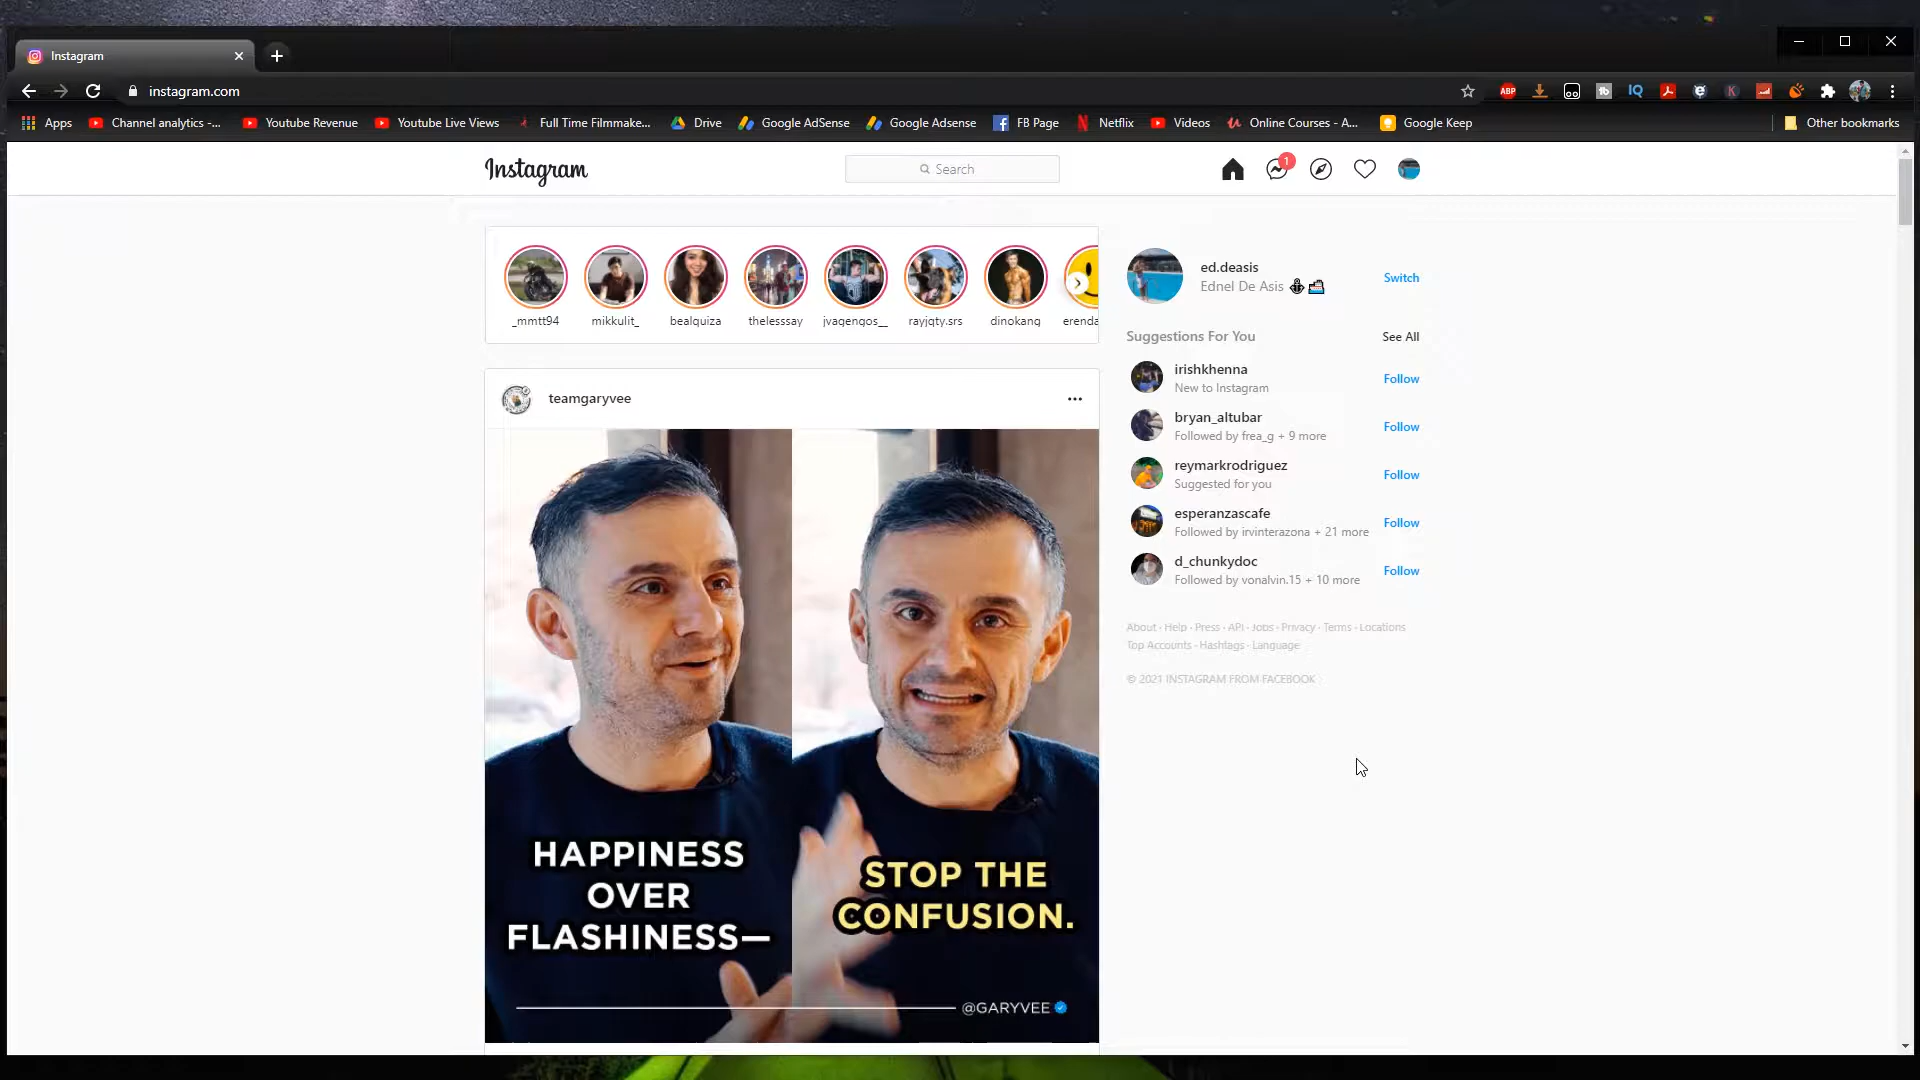 Instagram
instagram.com
ABP
IQ
K
Apps
Channel analytics -...
Youtube Revenue
Youtube Live Views
Full Time Filmmake...
Drive
Google AdSense
Google Adsense
FB Page
Netflix
Videos
Online Courses - A...
Google Keep
Other bookmarks
Instagram
Search
1
_mmtt94
mikkulit_
bealquiza
thelesssay
jvagengos__
rayjqty.srs
dinokang
erenda
ed.deasis
Ednel De Asis
Switch
Suggestions For You
See All
irishkhenna
New to Instagram
Follow
bryan_altubar
Followed by frea_g + 9 more
Follow
reymarkrodriguez
Suggested for you
Follow
esperanzascafe
Followed by irvinterazona + 21 more
Follow
d_chunkydoc
Followed by vonalvin.15 + 10 more
Follow
About · Help · Press · API · Jobs · Privacy · Terms · Locations
Top Accounts · Hashtags · Language
© 2021 INSTAGRAM FROM FACEBOOK
teamgaryvee
HAPPINESS
OVER
FLASHINESS—
STOP THE
CONFUSION.
@GARYVEE